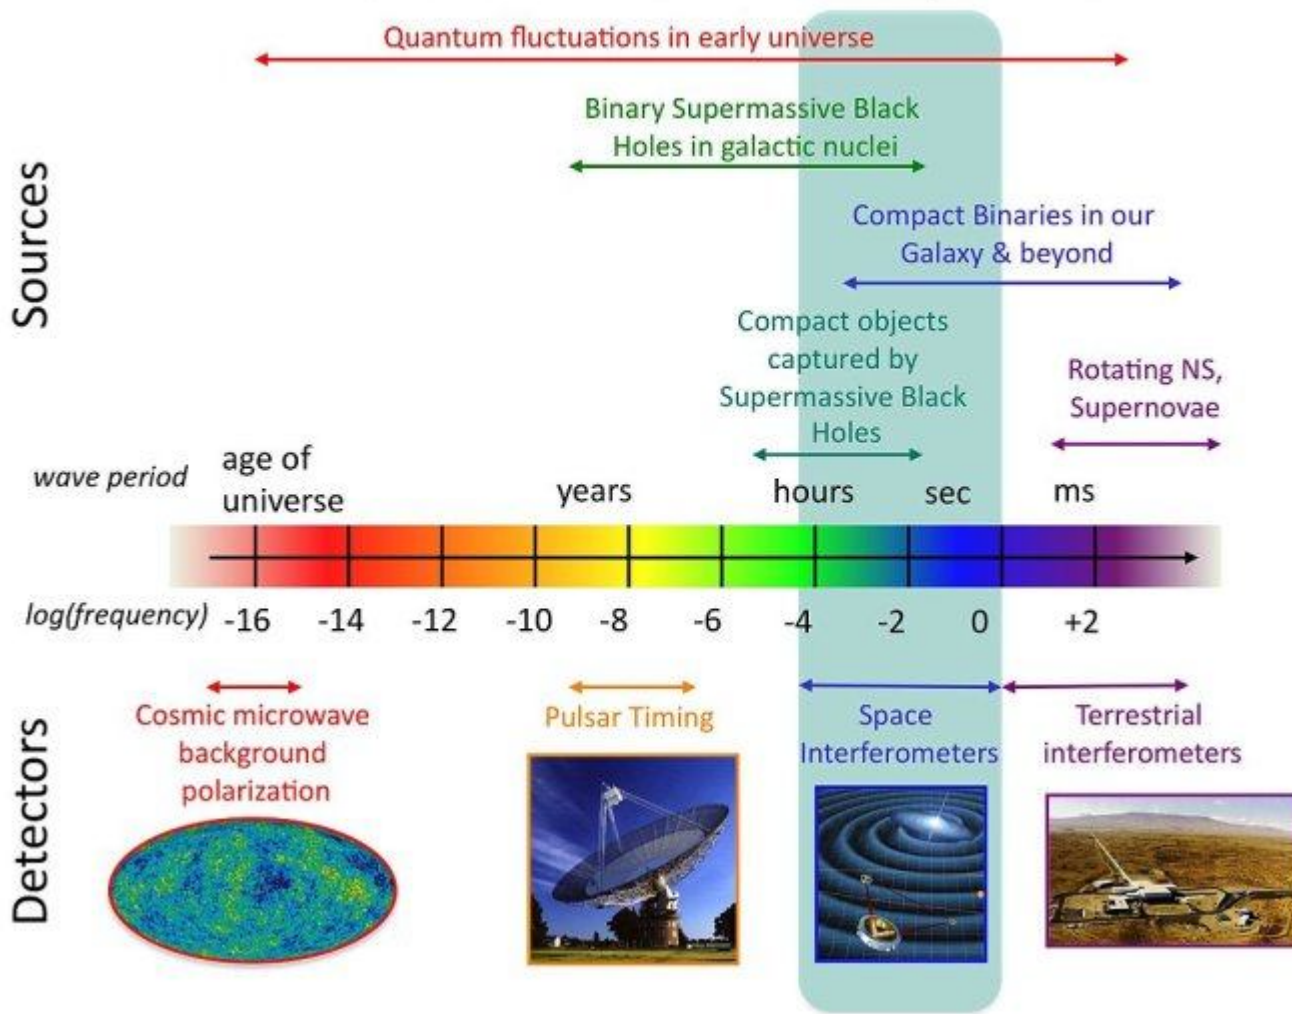 Quantum fluctuations in early universe
Binary Supermassive Black
Holes in galactic nuclei
Compact Binaries in our
Galaxy & beyond
Compact objects
captured by
Supermassive Black
Holes
Rotating NS,
Supernovae
Sources
wave period
age of
universe
years
hours
sec
ms
log(frequency) -16 -14 -12 -10 -8 -6 -4 -2 0 +2
Detectors
Cosmic microwave
background
polarization
Pulsar Timing
Space
Interferometers
Terrestrial
interferometers